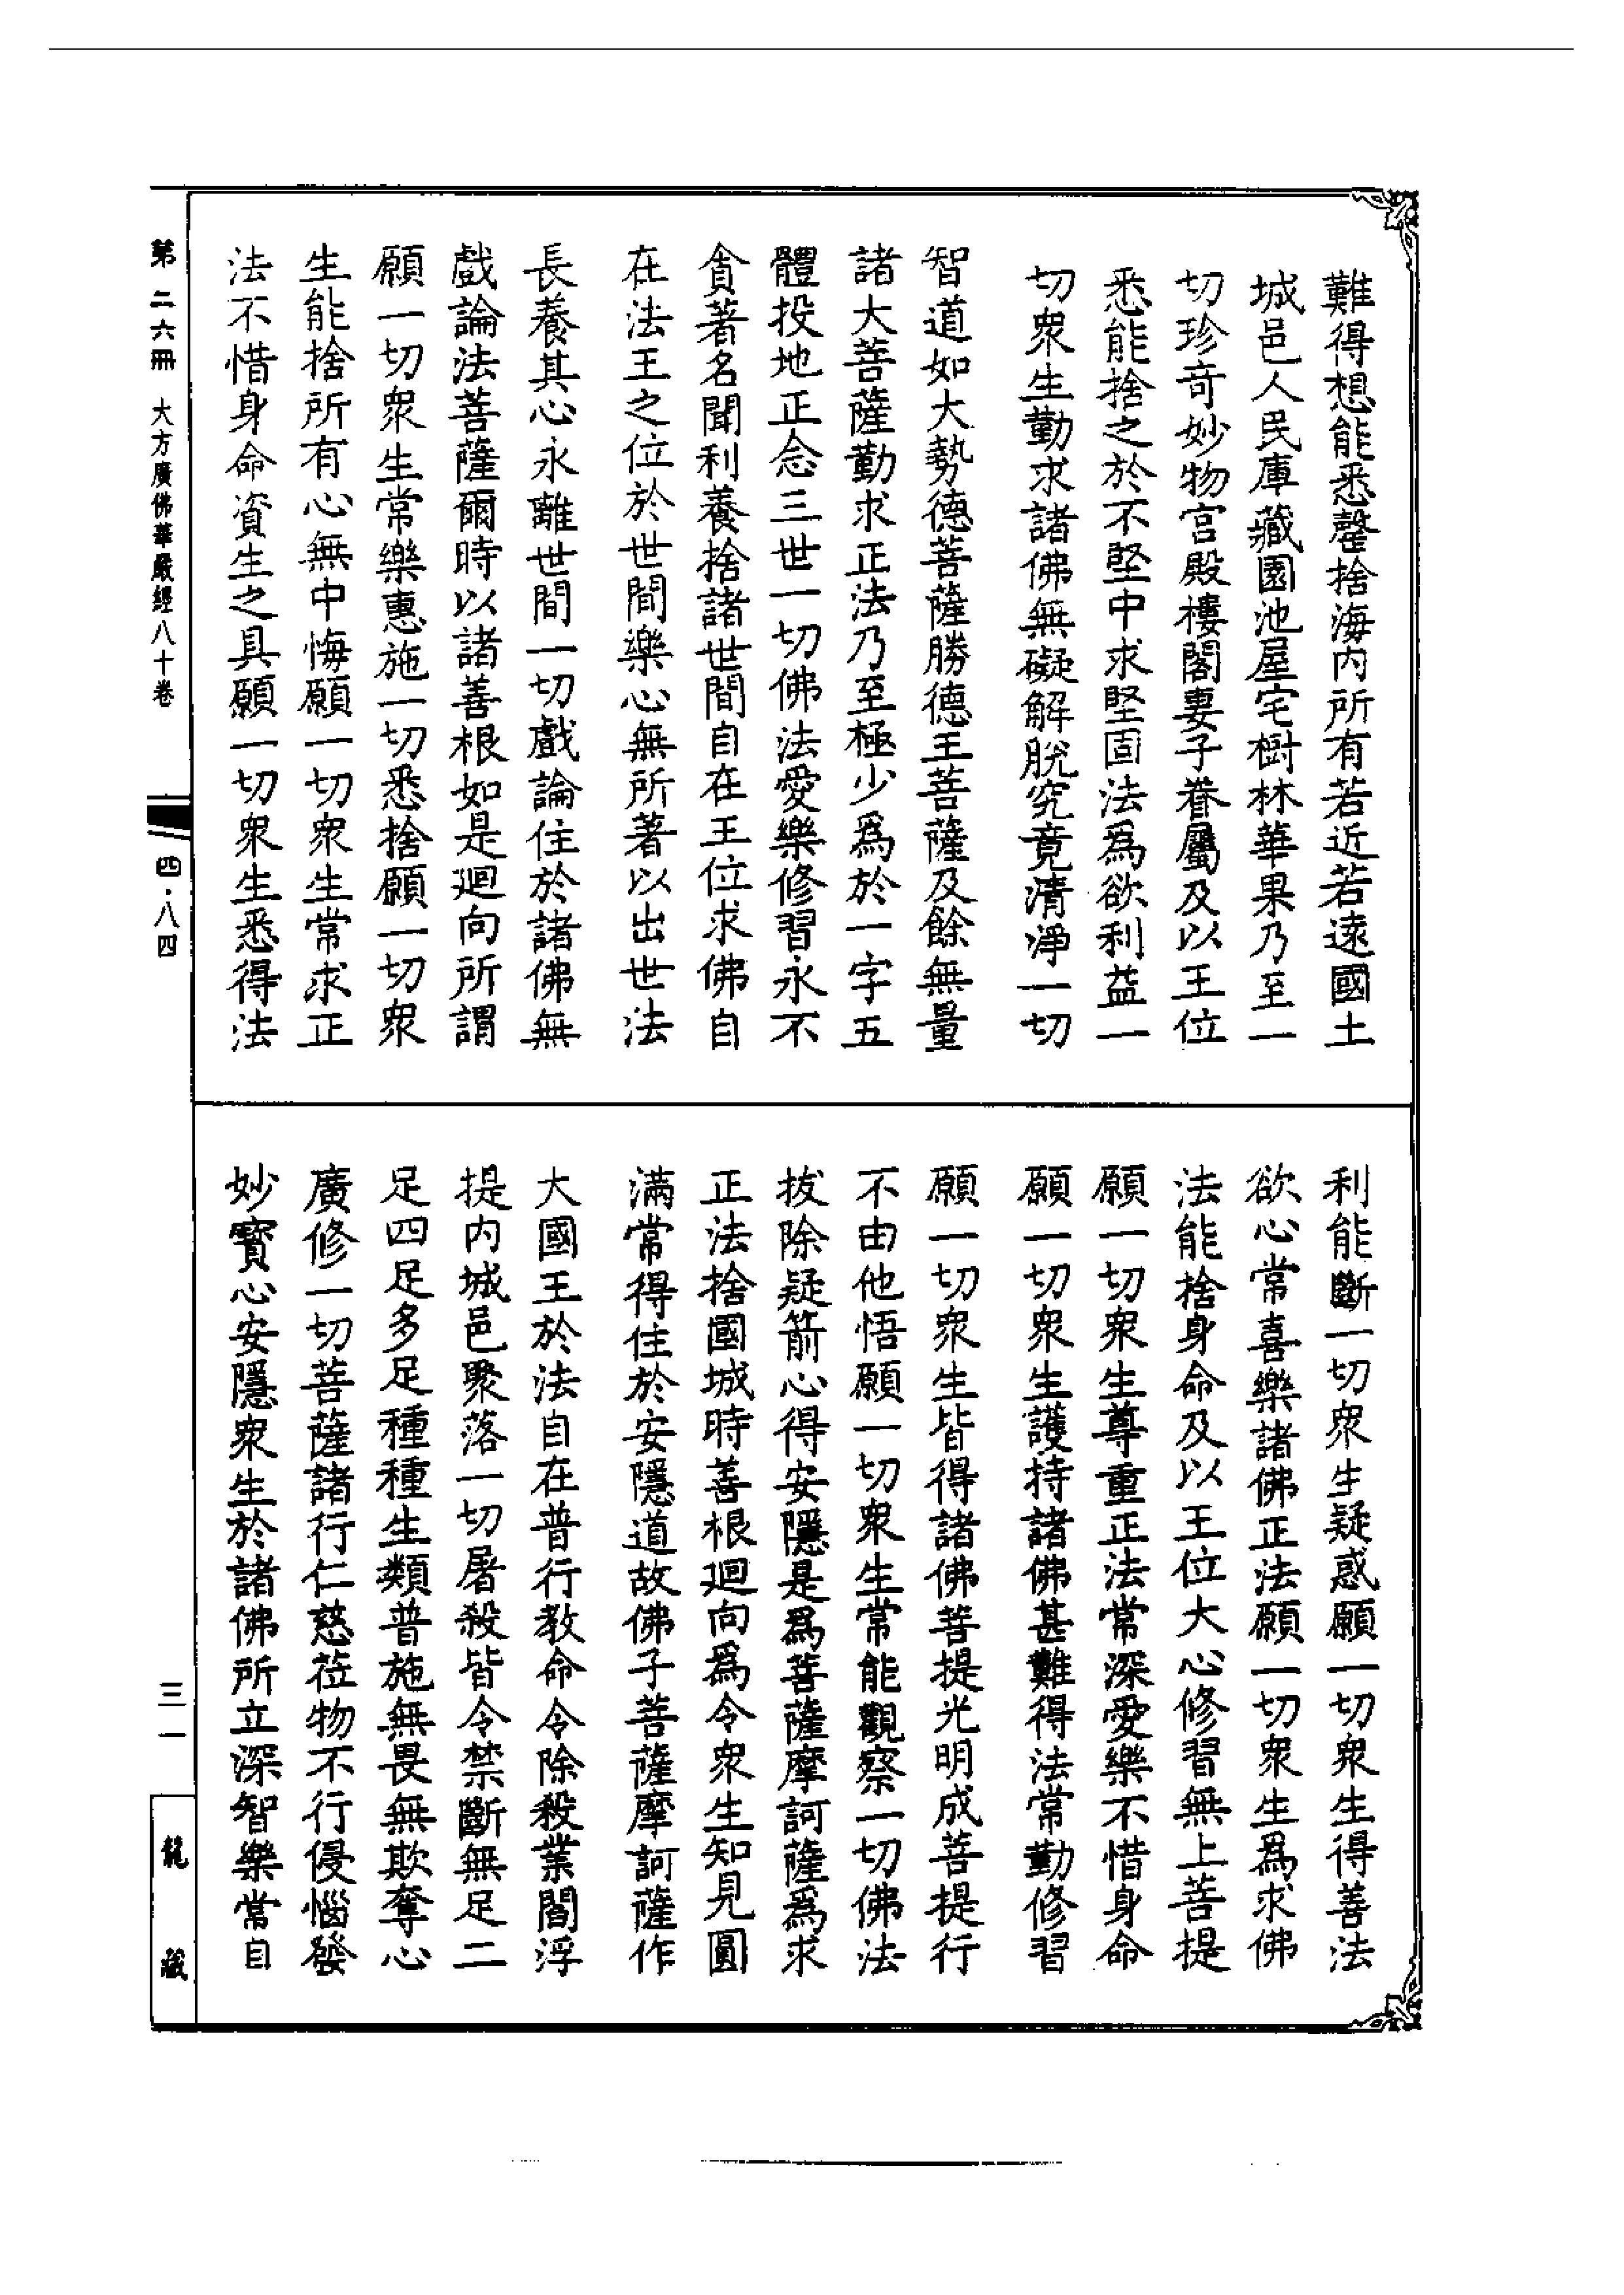 難得想能悉罄捨海内所有若近若遠國土
城邑人民庫藏園池屋宅樹林華果乃至一
切珍奇妙物宮殿樓閣妻子眷屬及以王位
悉能捨之於不堅中求堅固法爲欲利益一
切衆生勤求諸佛無礙解脫究竟清淨一切
智道如大勢德菩薩勝德王菩薩及餘無量
諸大菩薩勤求正法乃至極少爲於一字五
體投地正念三世一切佛法愛樂修習永不
貪著名聞利養捨諸世間自在王位求佛自
在法王之位於世間樂心無所著以出世法
長養其心永離世間一切戲論住於諸佛無
戲論法菩薩爾時以諸善根如是迴向所謂
願一切衆生常樂惠施一切悉捨願一切衆
生能捨所有心無中悔願一切衆生常求正
法不惜身命資生之具願一切衆生悉得法
利能斷一切衆生疑惑願一切衆生得善法
欲心常喜樂諸佛正法願一切衆生爲求佛
法能捨身命及以王位大心修習無上菩提
願一切衆生尊重正法常深愛樂不惜身命
願一切衆生護持諸佛甚難得法常勤修習
願一切衆生皆得諸佛菩提光明成菩提行
不由他悟願一切衆生常能觀察一切佛法
拔除疑箭心得安隱是爲菩薩摩訶薩爲求
正法捨國城時善根迴向爲令衆生知見圓
滿常得住於安隱道故佛子菩薩摩訶薩作
大國王於法自在普行教命令除殺業閻浮
提内城邑聚落一切屠殺皆令禁斷無足二
足四足多足種種生類普施無畏無欺奪心
廣修一切菩薩諸行仁慈莅物不行侵惱發
妙寶心安隱衆生於諸佛所立深智樂常自
第二六冊 大方廣佛華嚴經八十卷
四·八四
三一
龍藏